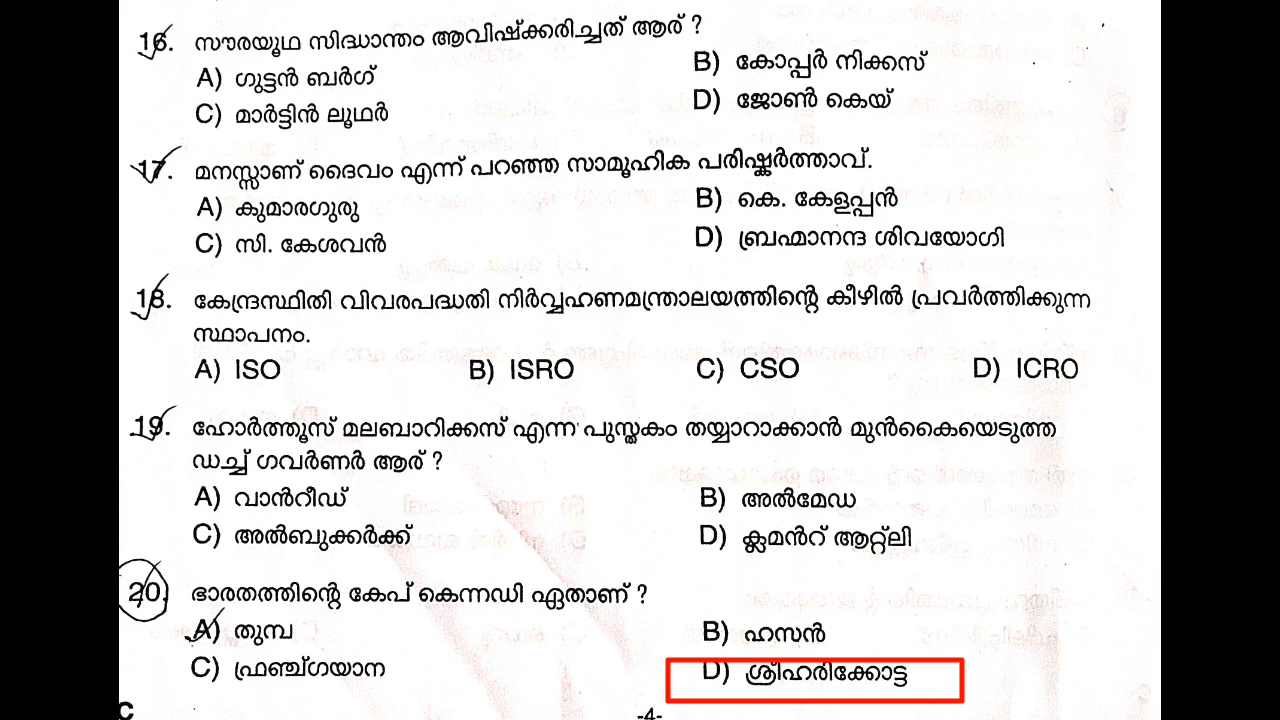 16. സൗരയൂഥ സിദ്ധാന്തം ആവിഷ്ക്കരിച്ചത് ആര് ?
A) ഗുട്ടൻ ബർഗ് B) കോപ്പർ നിക്കസ്
C) മാർട്ടിൻ ലൂഥർ D) ജോൺ കെയ്
17. മനസ്സാണ് ദൈവം എന്ന് പറഞ്ഞ സാമൂഹിക പരിഷ്കർത്താവ്.
A) കുമാരഗുരു B) കെ. കേളപ്പൻ
C) സി. കേശവൻ D) ബ്രഹ്മാനന്ദ ശിവയോഗി
18. കേന്ദ്രസ്ഥിതി വിവരപദ്ധതി നിർവ്വഹണമന്ത്രാലയത്തിന്റെ കീഴിൽ പ്രവർത്തിക്കുന്ന
സ്ഥാപനം.
A) ISO B) ISRO C) CSO D) ICRO
19. ഹോർത്തൂസ് മലബാറിക്കസ് എന്ന പുസ്തകം തയ്യാറാക്കാൻ മുൻകൈയെടുത്ത
ഡച്ച് ഗവർണർ ആര് ?
A) വാൻറീഡ് B) അൽമേഡ
C) അൽബുക്കർക്ക് D) ക്ലമൻറ് ആറ്റ്ലി
20. ഭാരതത്തിന്റെ കേപ് കെന്നഡി ഏതാണ് ?
A) തുമ്പ B) ഹസൻ
C) ഫ്രഞ്ച്ഗയാന D) ശ്രീഹരിക്കോട്ട
C -4-